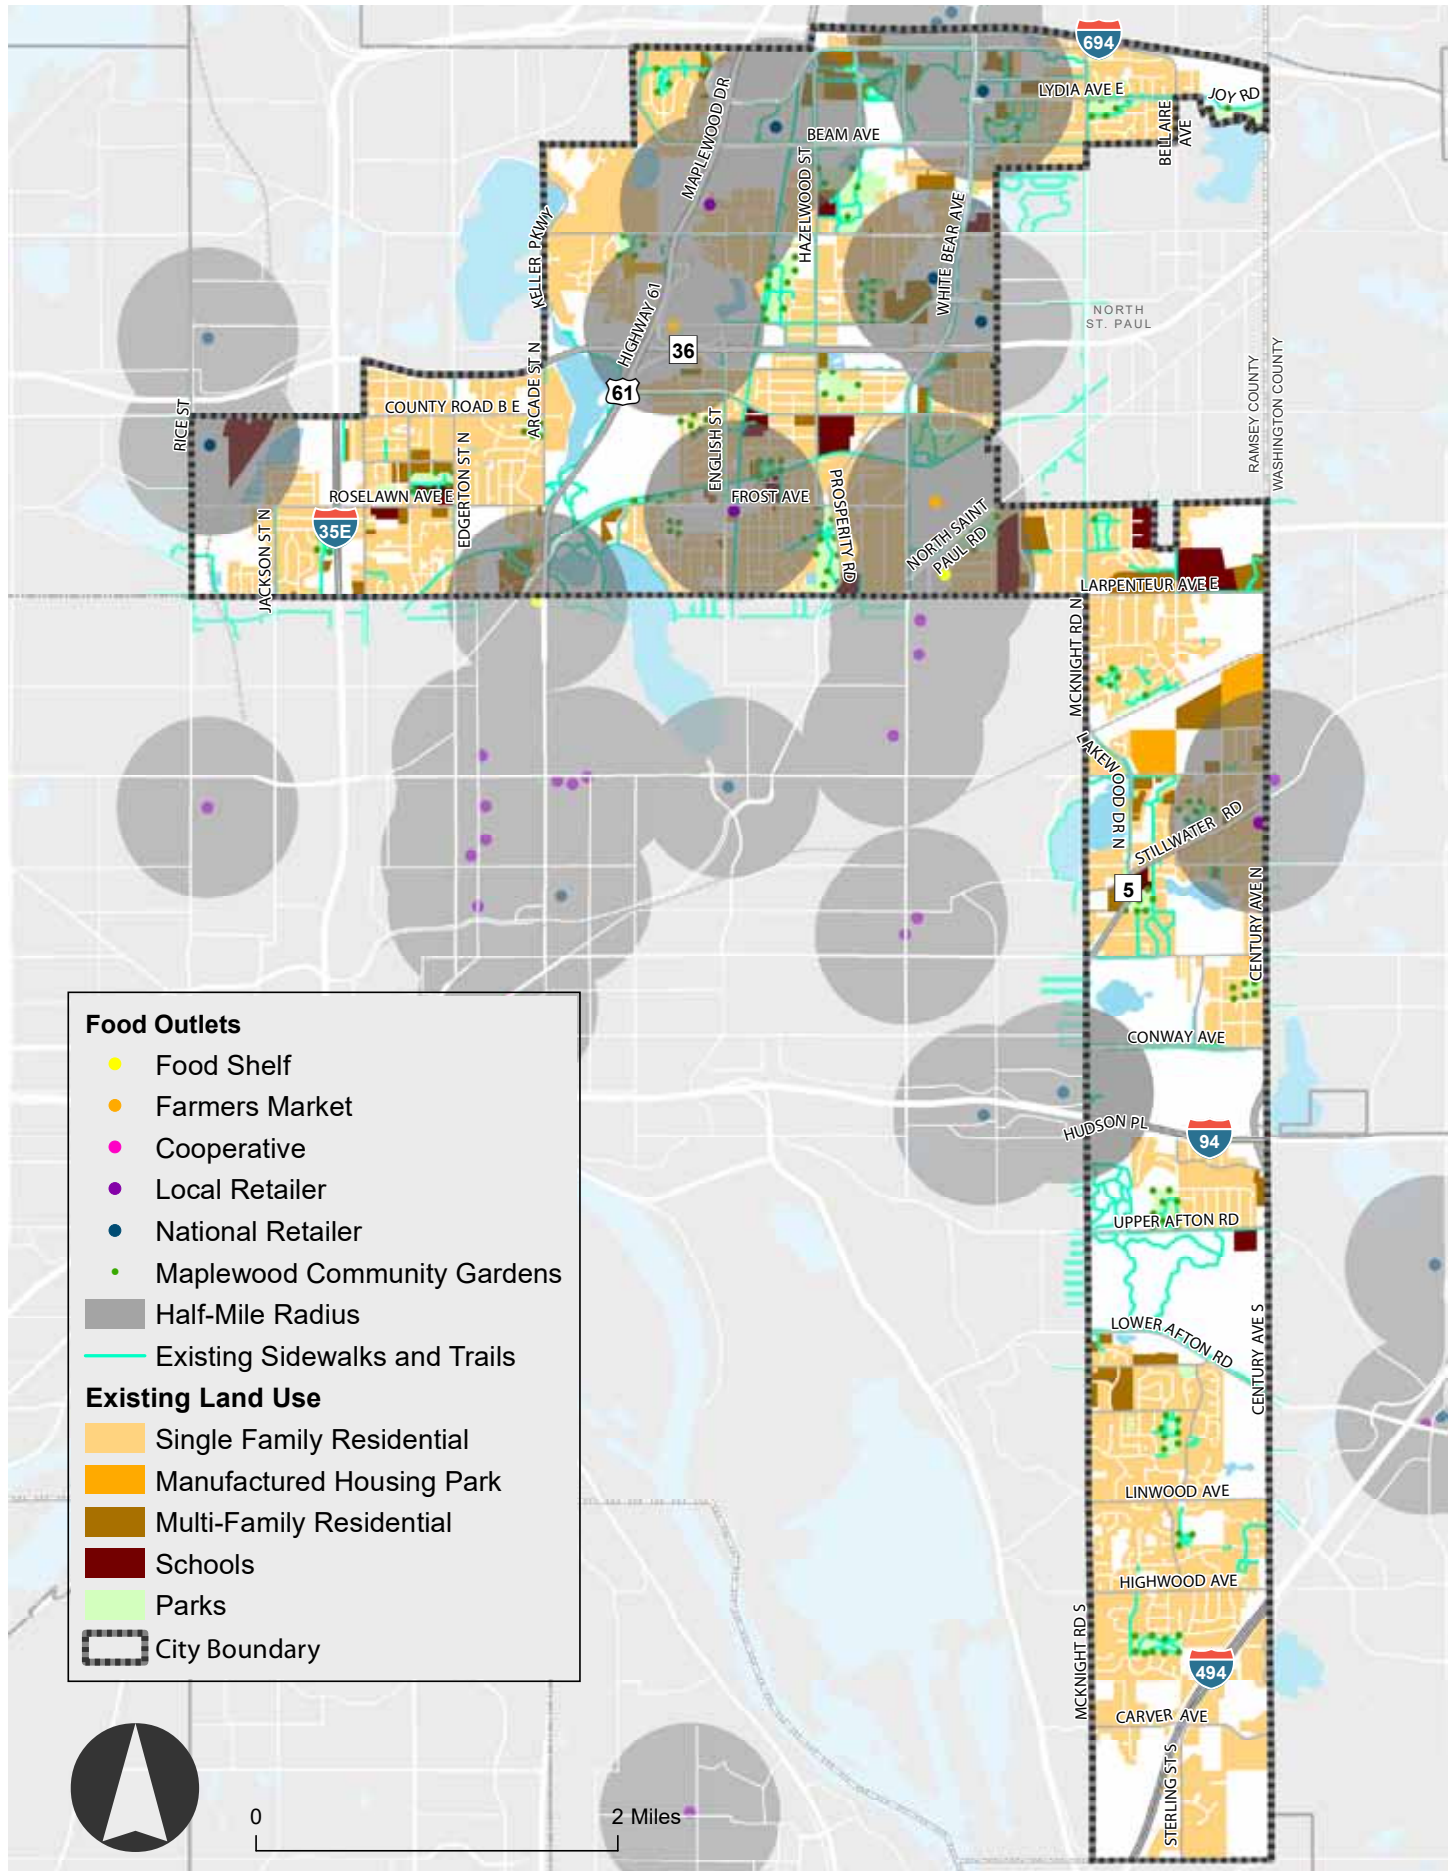 694
LYDIA AVE E
JOY RD
MAPLEWOOD DR
BEAM AVE
BELLAIRE
AVE
HAZELWOOD ST
KELLER PKWY
WHITE BEAR AVE
HIGHWAY 61
NORTH
ST. PAUL
36
61
ARCADE ST N
COUNTY ROAD B E
RICE ST
ENGLISH ST
EDGERTON ST N
RAMSEY COUNTY
WASHINGTON COUNTY
ROSELAWN AVE E
FROST AVE
PROSPERITY RD
NORTH SAINT
PAUL RD
35E
JACKSON ST N
LARPENTEUR AVE E
MCKNIGHT RD N
LAKEWOOD DR N
STILLWATER RD
5
CENTURY AVE N
CONWAY AVE
HUDSON PL
94
UPPER AFTON RD
LOWER AFTON RD
CENTURY AVE S
LINWOOD AVE
HIGHWOOD AVE
MCKNIGHT RD S
494
CARVER AVE
STERLING ST S
Food Outlets
Food Shelf
Farmers Market
Cooperative
Local Retailer
National Retailer
Maplewood Community Gardens
Half-Mile Radius
Existing Sidewalks and Trails
Existing Land Use
Single Family Residential
Manufactured Housing Park
Multi-Family Residential
Schools
Parks
City Boundary
0
2 Miles